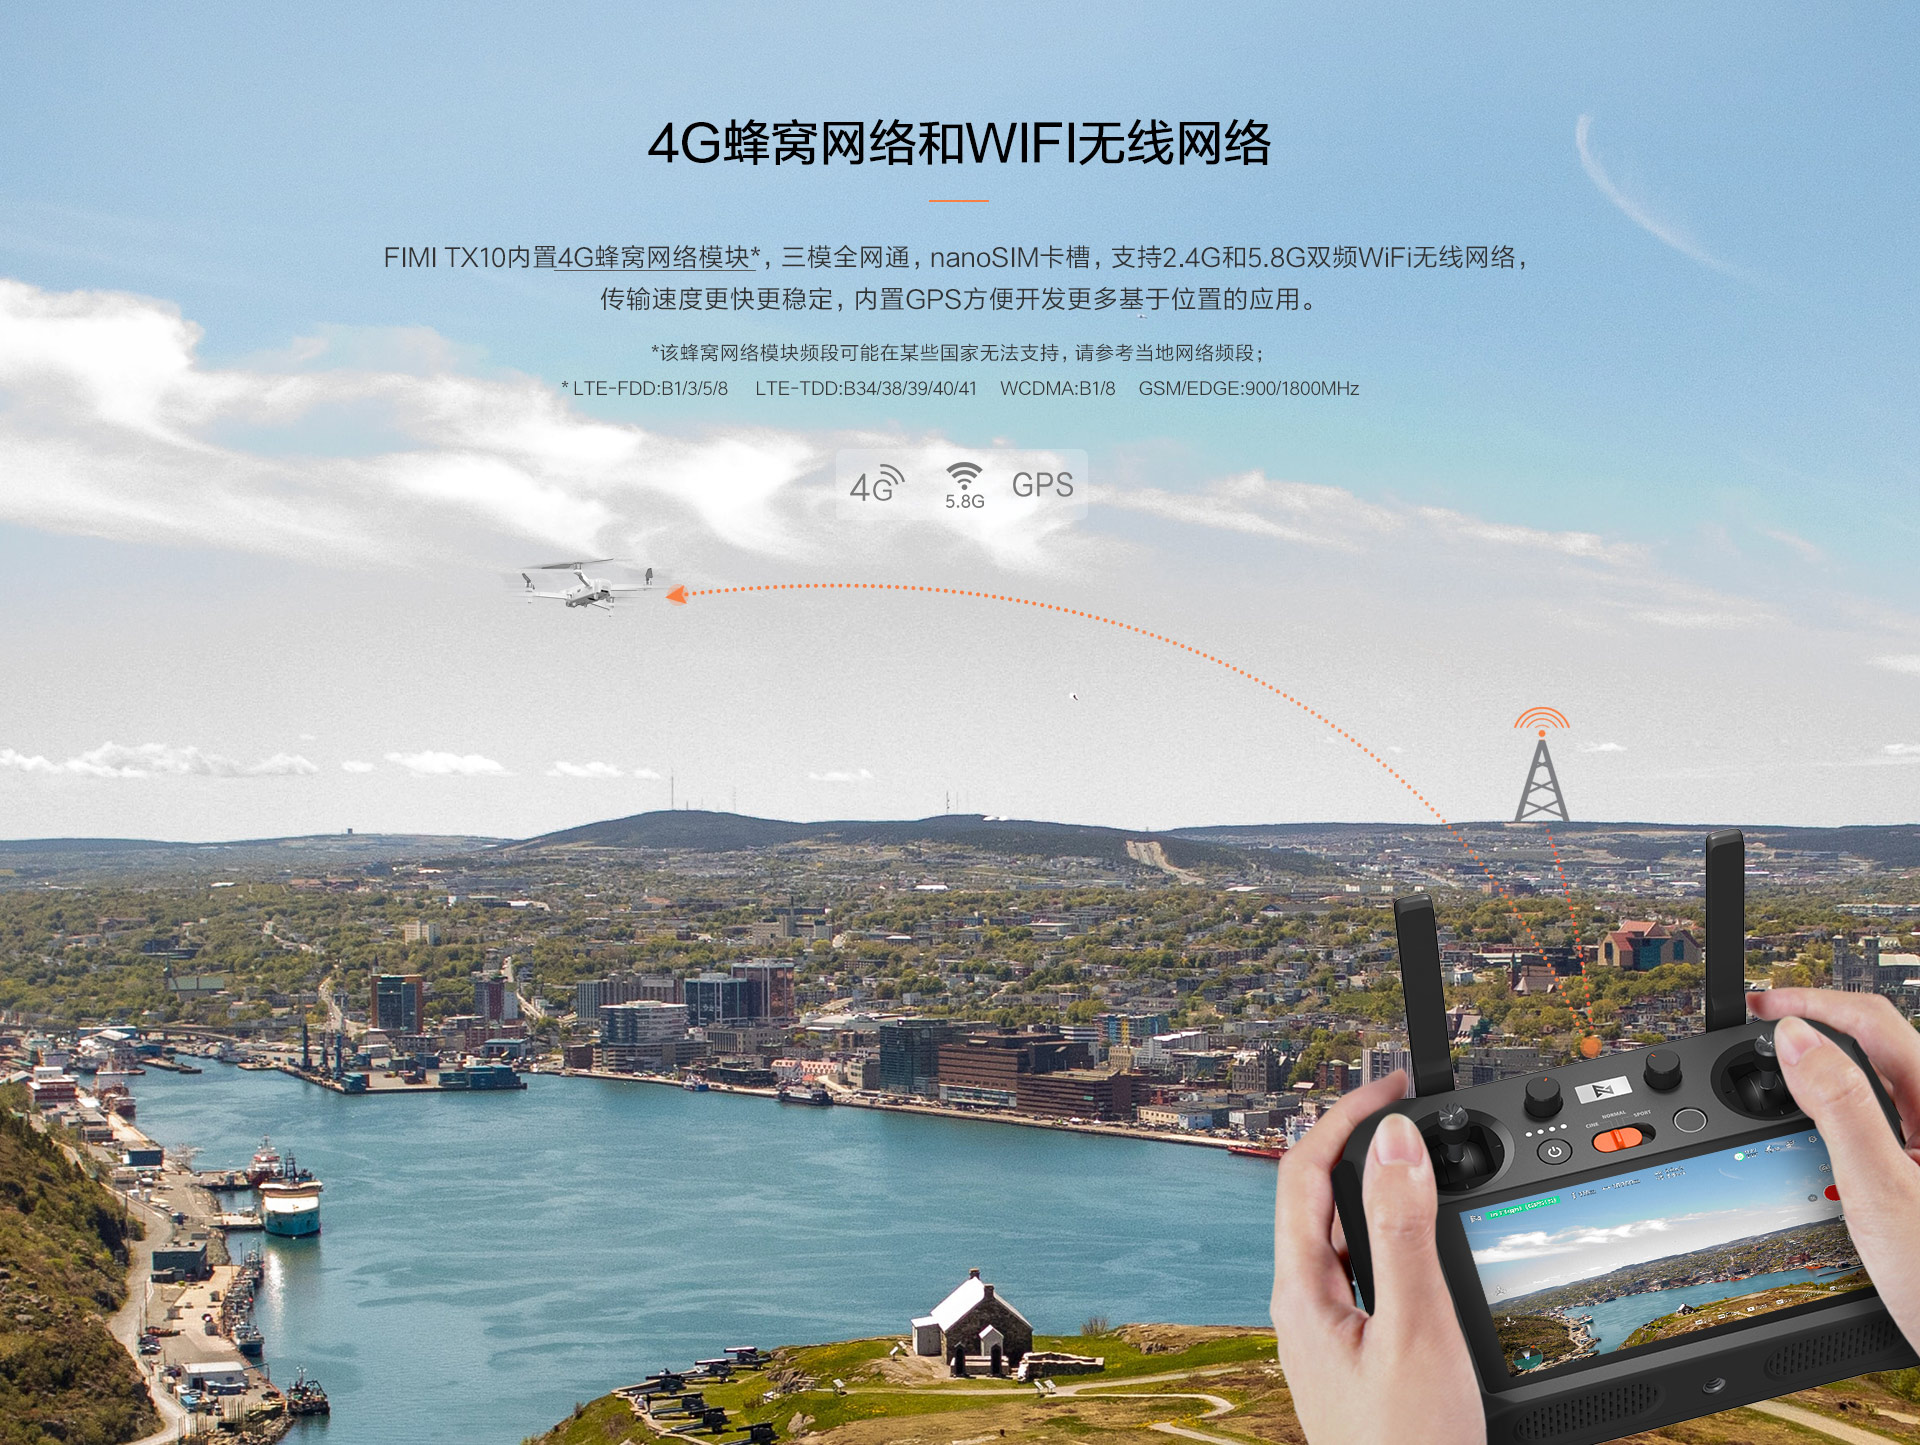 4G蜂窝网络和WIFI无线网络
FIMI TX10内置4G蜂窝网络模块*，三模全网通，nanoSIM卡槽，支持2.4G和5.8G双频WiFi无线网络，
传输速度更快更稳定，内置GPS方便开发更多基于位置的应用。
*该蜂窝网络模块频段可能在某些国家无法支持，请参考当地网络频段；
* LTE-FDD:B1/3/5/8 LTE-TDD:B34/38/39/40/41 WCDMA:B1/8 GSM/EDGE:900/1800MHz
4G 5.8G GPS
CINE NORMAL SPORT